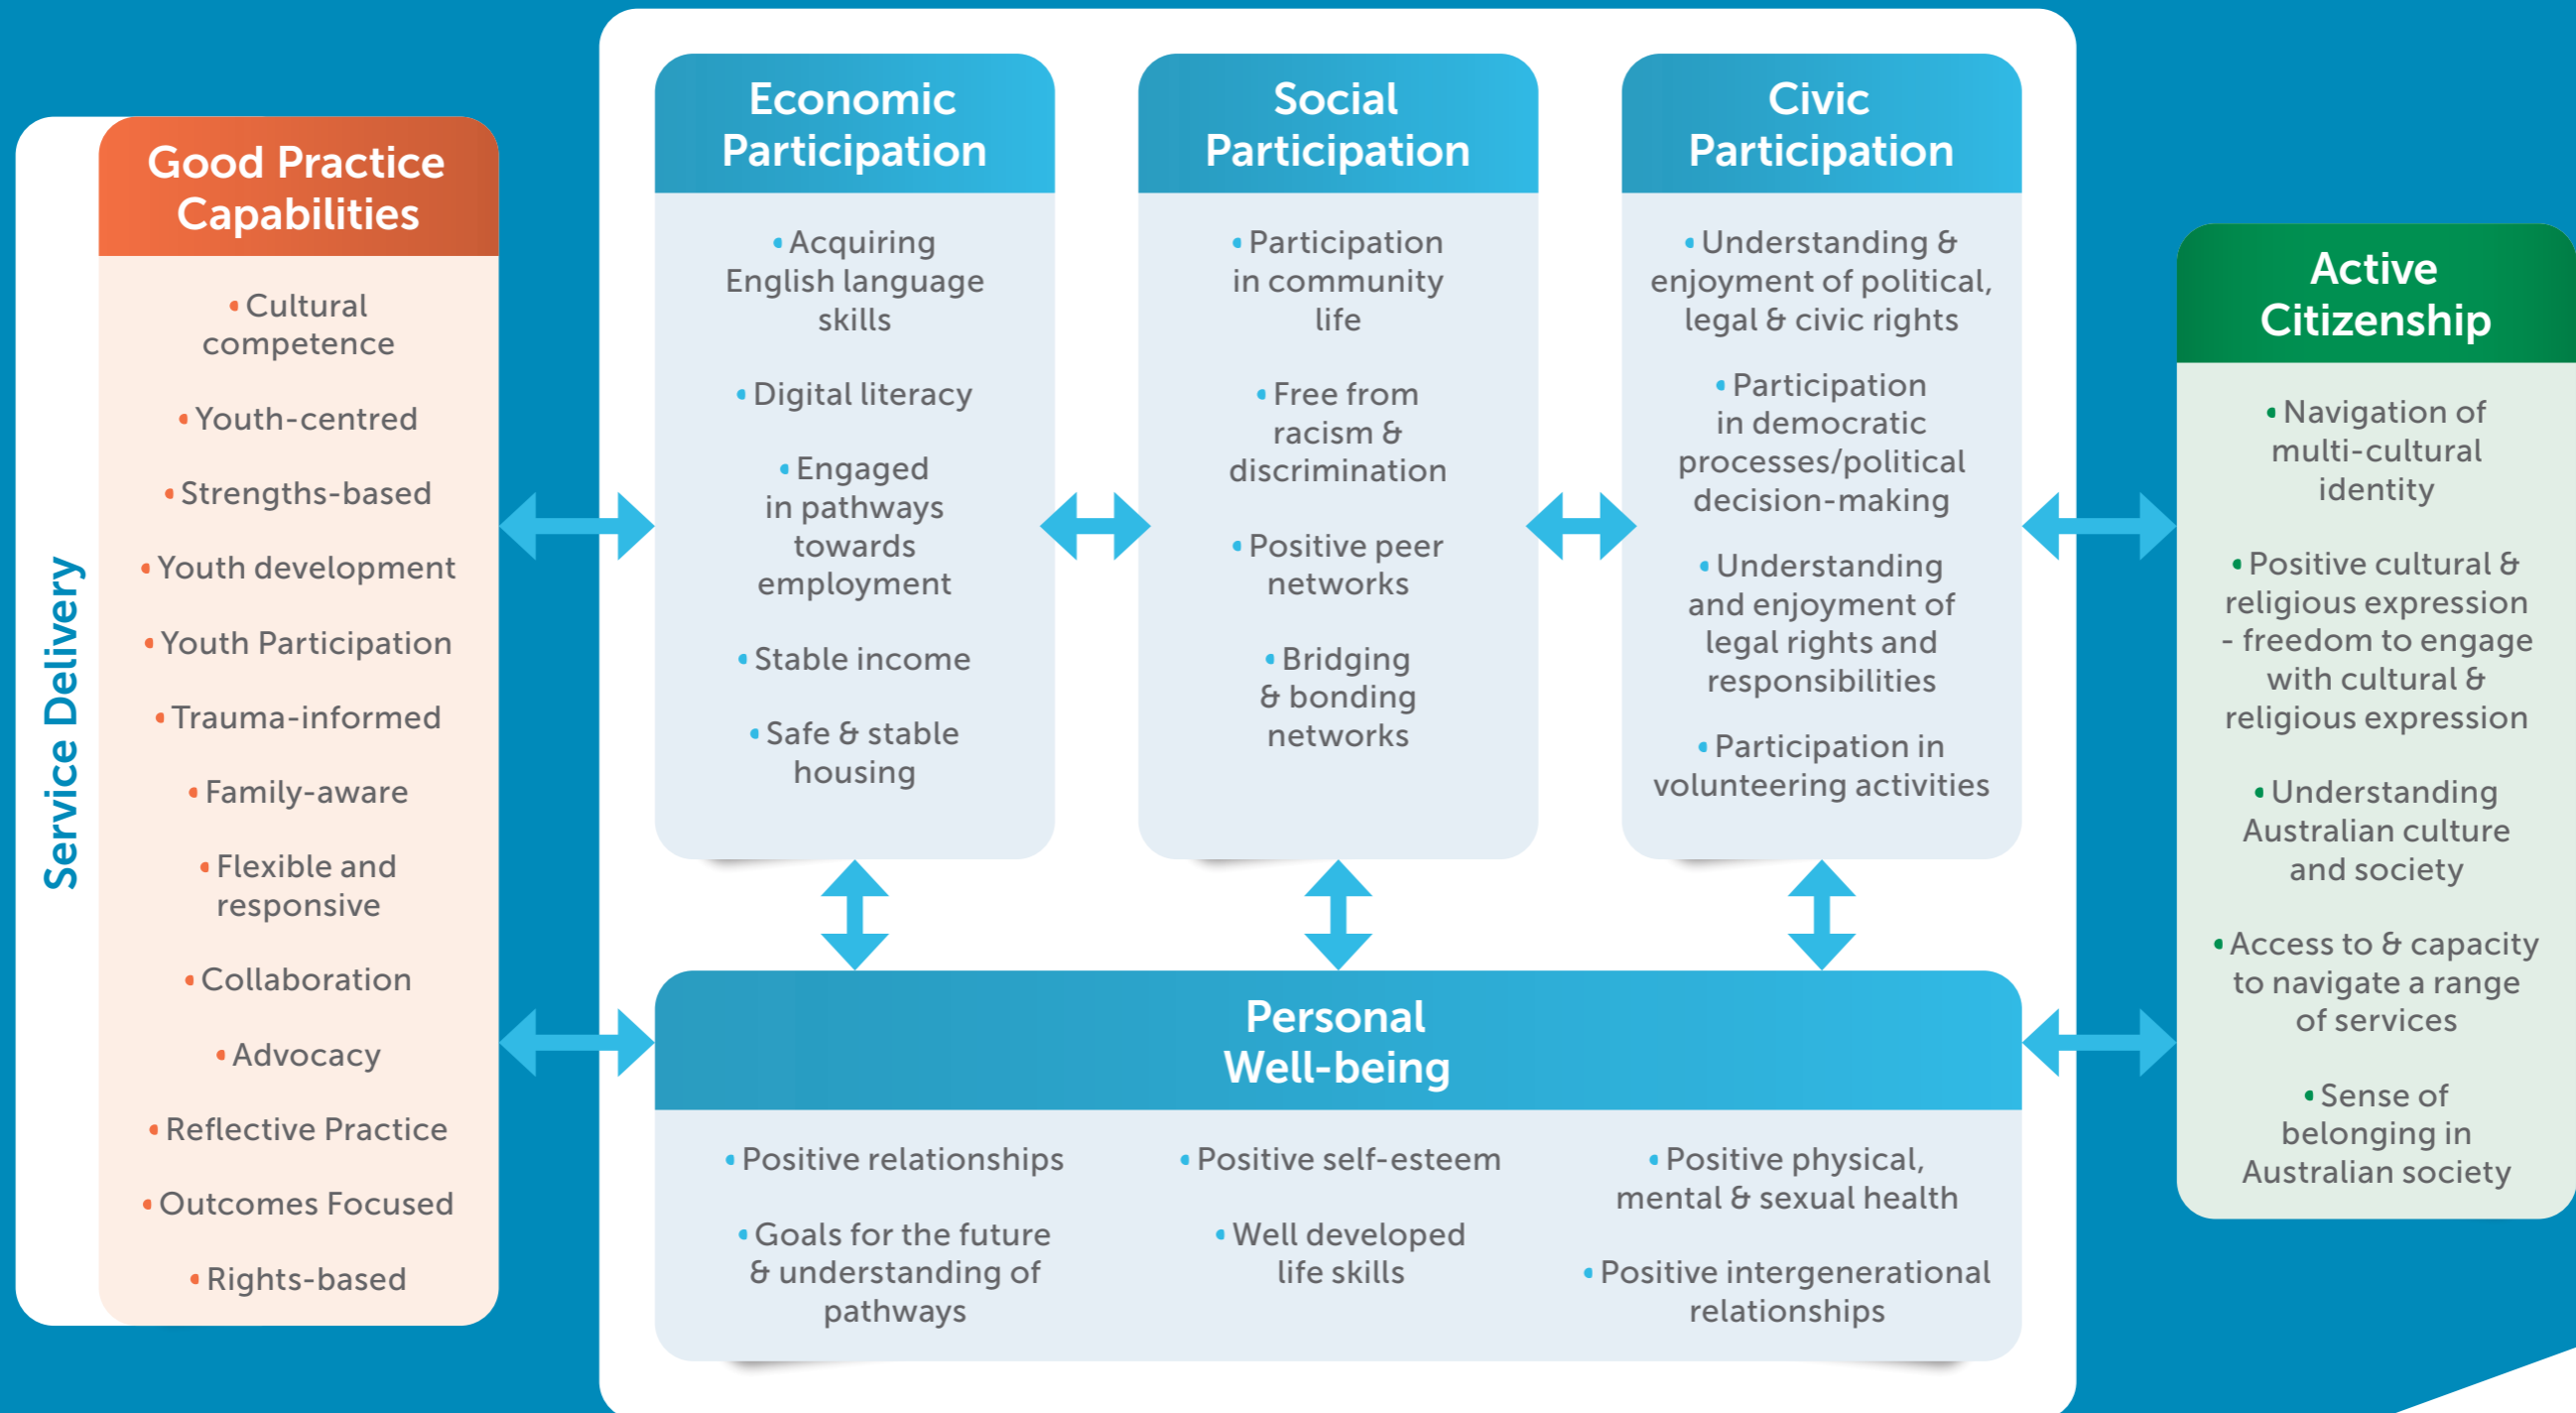 Service Delivery
Good Practice
Capabilities
• Cultural
competence
• Youth-centred
• Strengths-based
• Youth development
• Youth Participation
• Trauma-informed
• Family-aware
• Flexible and
responsive
• Collaboration
• Advocacy
• Reflective Practice
• Outcomes Focused
• Rights-based
Economic
Participation
• Acquiring
English language
skills
• Digital literacy
• Engaged
in pathways
towards
employment
• Stable income
• Safe & stable
housing
Social
Participation
• Participation
in community
life
• Free from
racism &
discrimination
• Positive peer
networks
• Bridging
& bonding
networks
Civic
Participation
• Understanding &
enjoyment of political,
legal & civic rights
• Participation
in democratic
processes/political
decision-making
• Understanding
and enjoyment of
legal rights and
responsibilities
• Participation in
volunteering activities
Personal
Well-being
• Positive relationships
• Goals for the future
& understanding of
pathways
• Positive self-esteem
• Well developed
life skills
• Positive physical,
mental & sexual health
• Positive intergenerational
relationships
Active
Citizenship
• Navigation of
multi-cultural
identity
• Positive cultural &
religious expression
- freedom to engage
with cultural &
religious expression
• Understanding
Australian culture
and society
• Access to & capacity
to navigate a range
of services
• Sense of
belonging in
Australian society